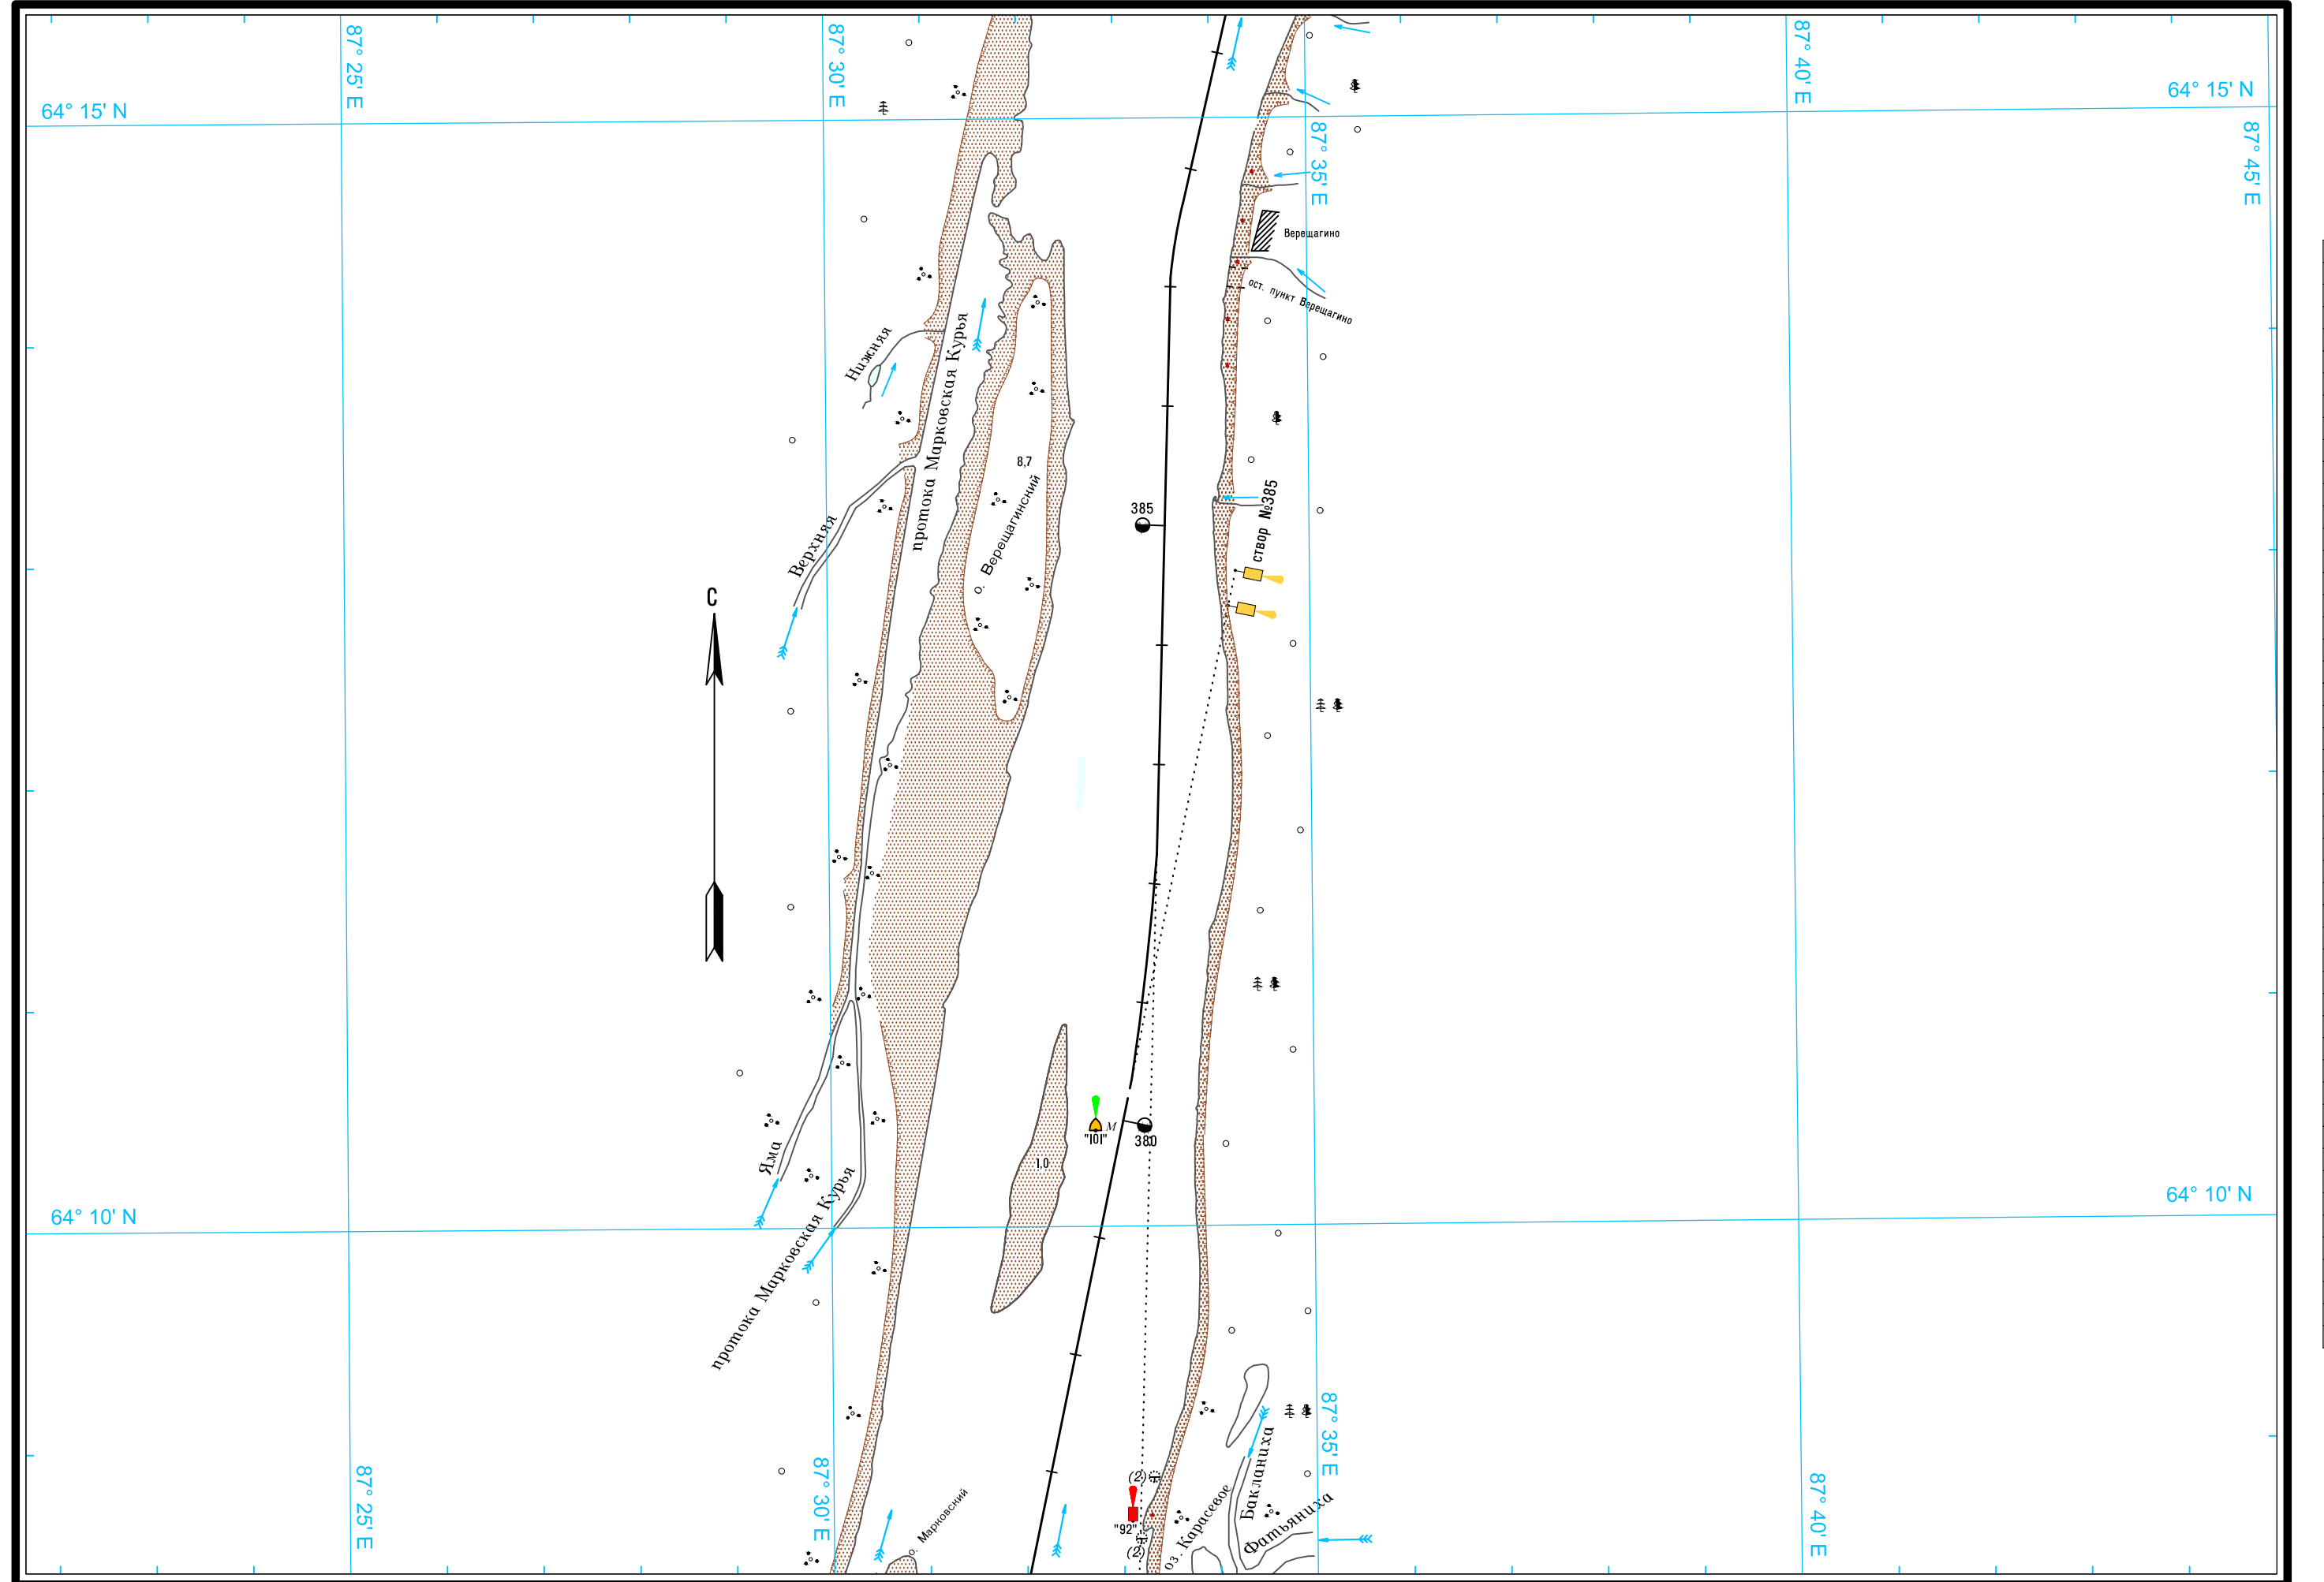 87° 25' E
87° 30' E
87° 40' E
64° 15' N
64° 15' N
87° 35' E
87° 45' E
Верещагино
ост. пункт Верещагино
Нижняя
протока Марковская Курья
8,7
о. Верещагинский
385
створ №385
Верхняя
С
"101"
М
380
1,0
Яма
протока Марковская Курья
64° 10' N
64° 10' N
87° 25' E
87° 30' E
87° 35' E
87° 40' E
о. Марковский
(2)
"92"
(2)
оз. Карасевое
Бакланиха
Фатьяниха